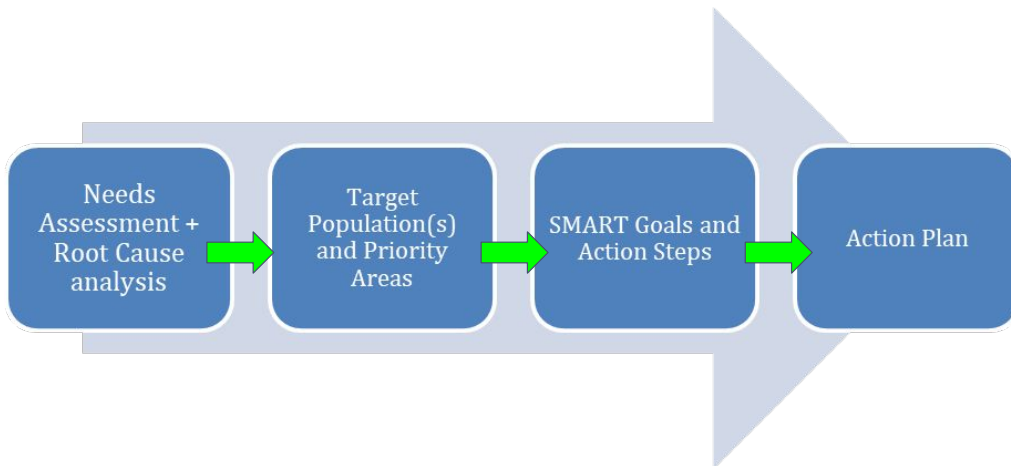 Needs
Assessment +
Root Cause
analysis
Target
Population(s)
and Priority
Areas
SMART Goals and
Action Steps
Action Plan